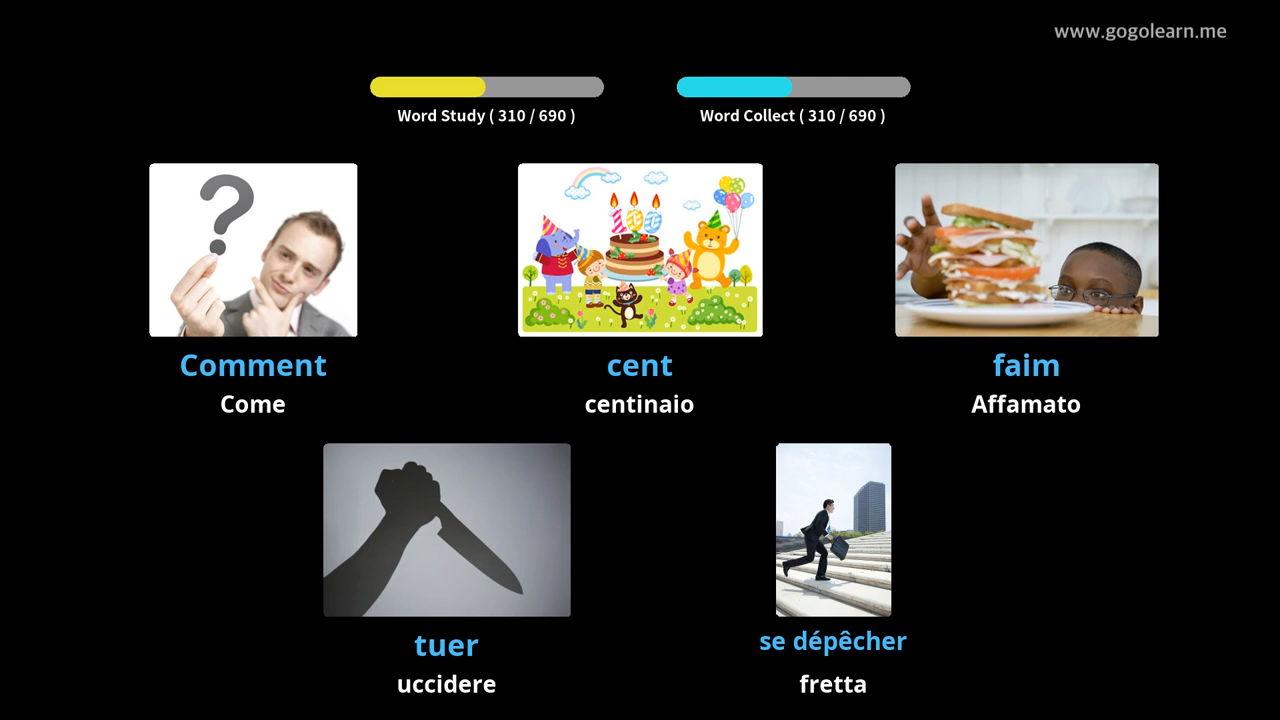 www.gogolearn.me
Word Study ( 310 / 690 )
Word Collect ( 310 / 690 )
100
Comment
Come
cent
centinaio
faim
Affamato
tuer
uccidere
se dépêcher
fretta